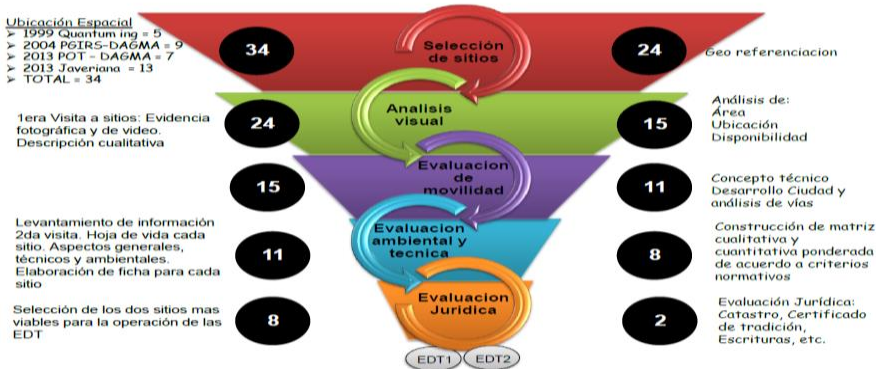 Ubicación Espacial
➢ 1999 Quantum ing = 5
➢ 2004 PGIRS-DAGMA = 9
➢ 2013 POT - DAGMA = 7
➢ 2013 Javeriana = 13
➢ TOTAL = 34
34
Selección
de sitios
24
Geo referenciacion
1era Visita a sitios: Evidencia
fotográfica y de video.
Descripción cualitativa
24
Analisis
visual
15
Análisis de:
Área
Ubicación
Disponibilidad
15
Evaluacion
de
movilidad
11
Concepto técnico
Desarrollo Ciudad y
análisis de vías
Levantamiento de información
2da visita. Hoja de vida cada
sitio. Aspectos generales,
técnicos y ambientales.
Elaboración de ficha para cada
sitio
11
Evaluacion
ambiental y
tecnica
8
Construcción de matriz
cualitativa y
cuantitativa ponderada
de acuerdo a criterios
normativos
Selección de los dos sitios mas
viables para la operación de las
EDT
8
Evaluacion
Juridica
2
Evaluación Jurídica:
Catastro, Certificado
de tradición,
Escrituras, etc.
EDT1
EDT2